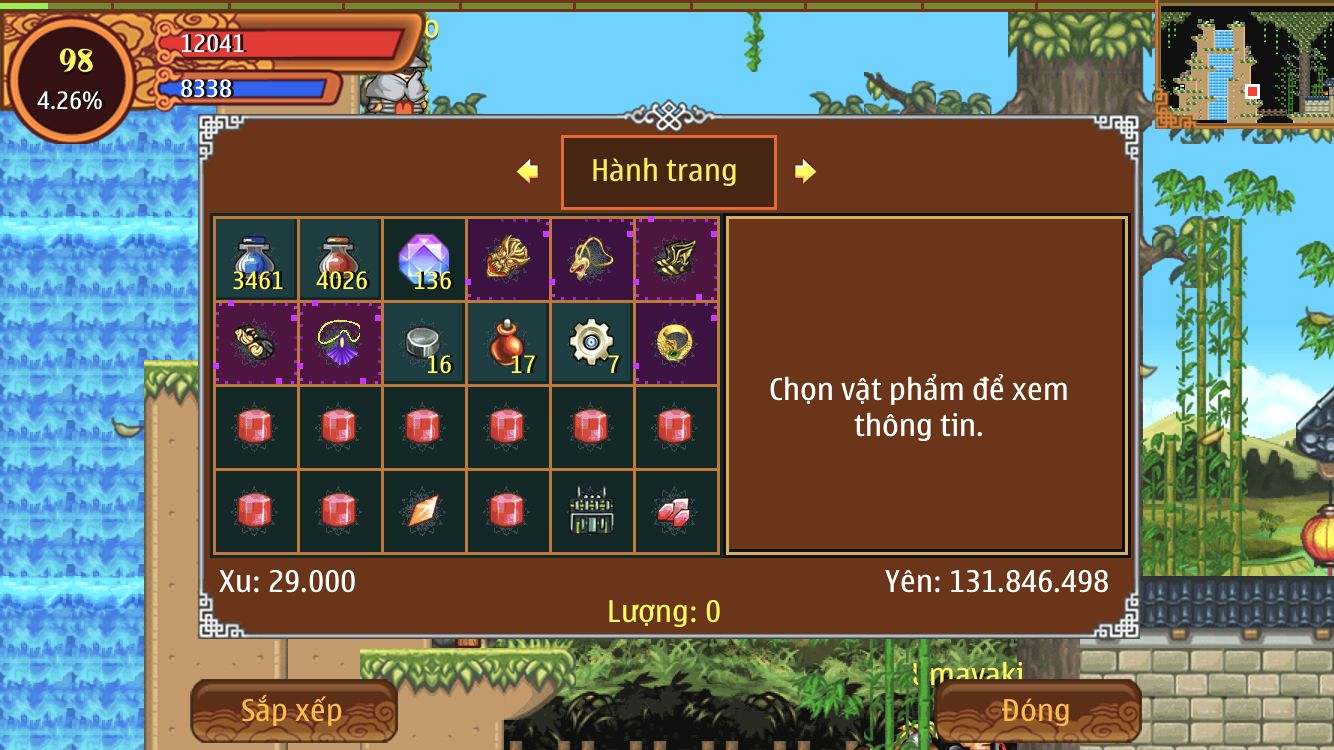 98
4.26%
12041
8338
Hành trang
3461
4026
136
16
17
7
Chọn vật phẩm để xem
thông tin.
Xu: 29.000
Yên: 131.846.498
Lượng: 0
Sắp xếp
Đóng